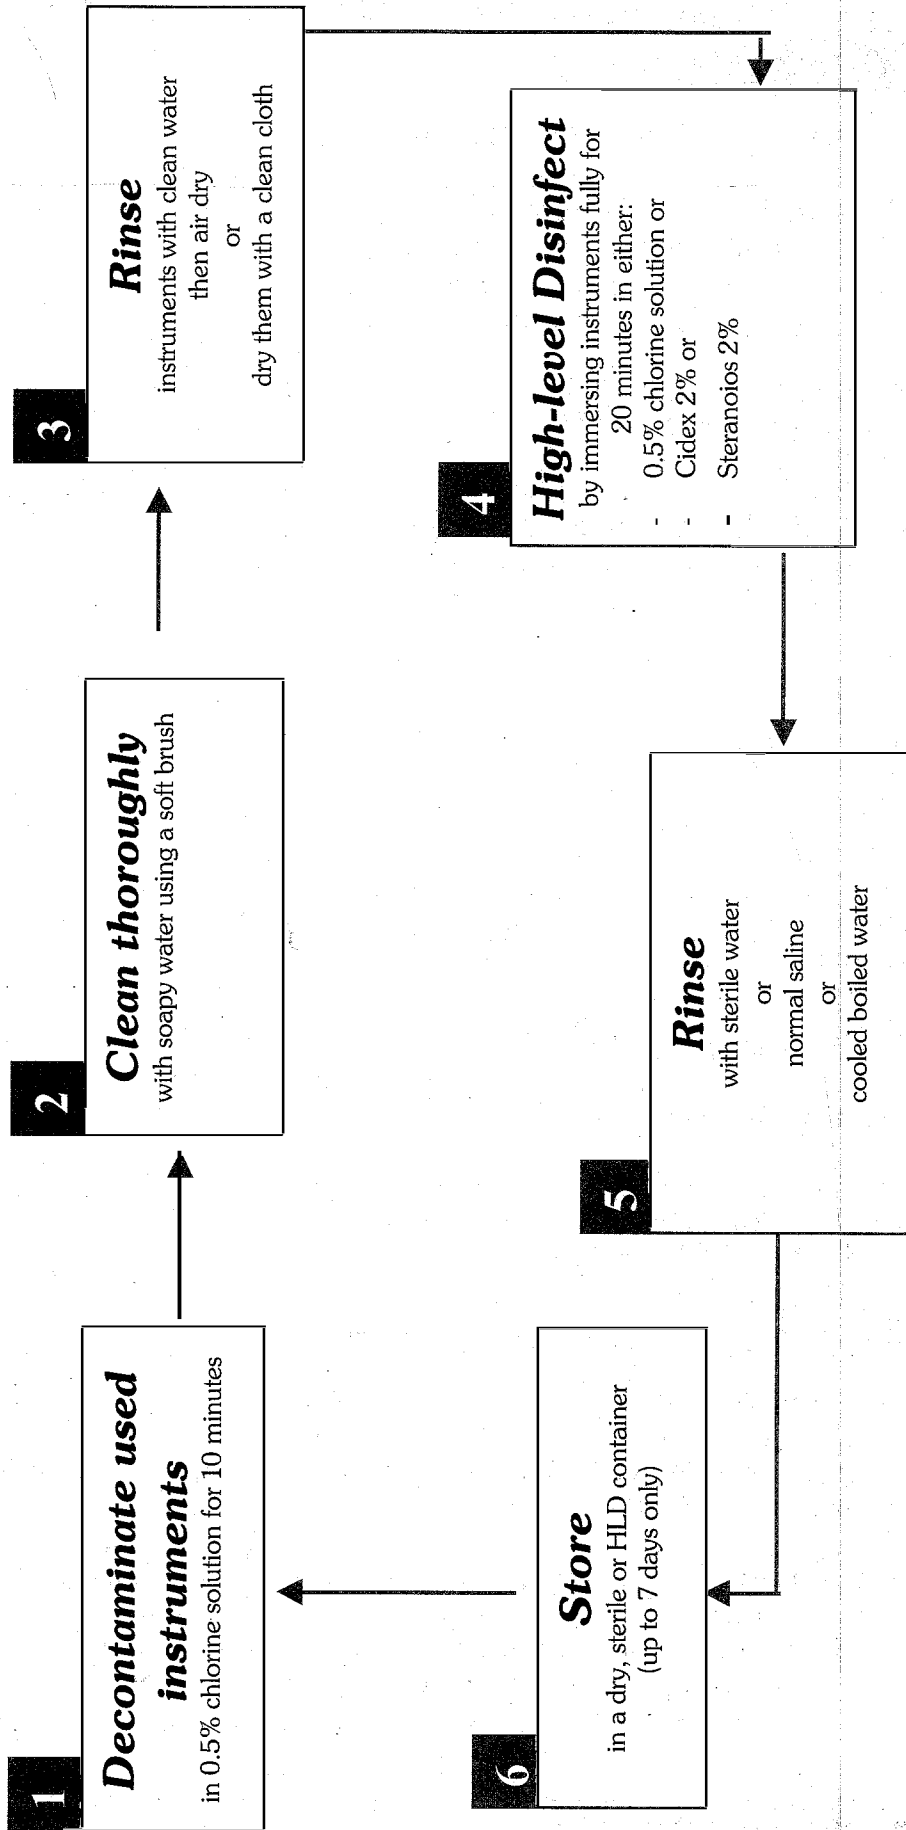 1
Decontaminate used
instruments
in 0.5% chlorine solution for 10 minutes
2
Clean thoroughly
with soapy water using a soft brush
3
Rinse
instruments with clean water
then air dry
or
dry them with a clean cloth
4
High-level Disinfect
by immersing instruments fully for
20 minutes in either:
- 0.5% chlorine solution or
- Cidex 2% or
- Steranoios 2%
5
Rinse
with sterile water
or
normal saline
or
cooled boiled water
6
Store
in a dry, sterile or HLD container
(up to 7 days only)